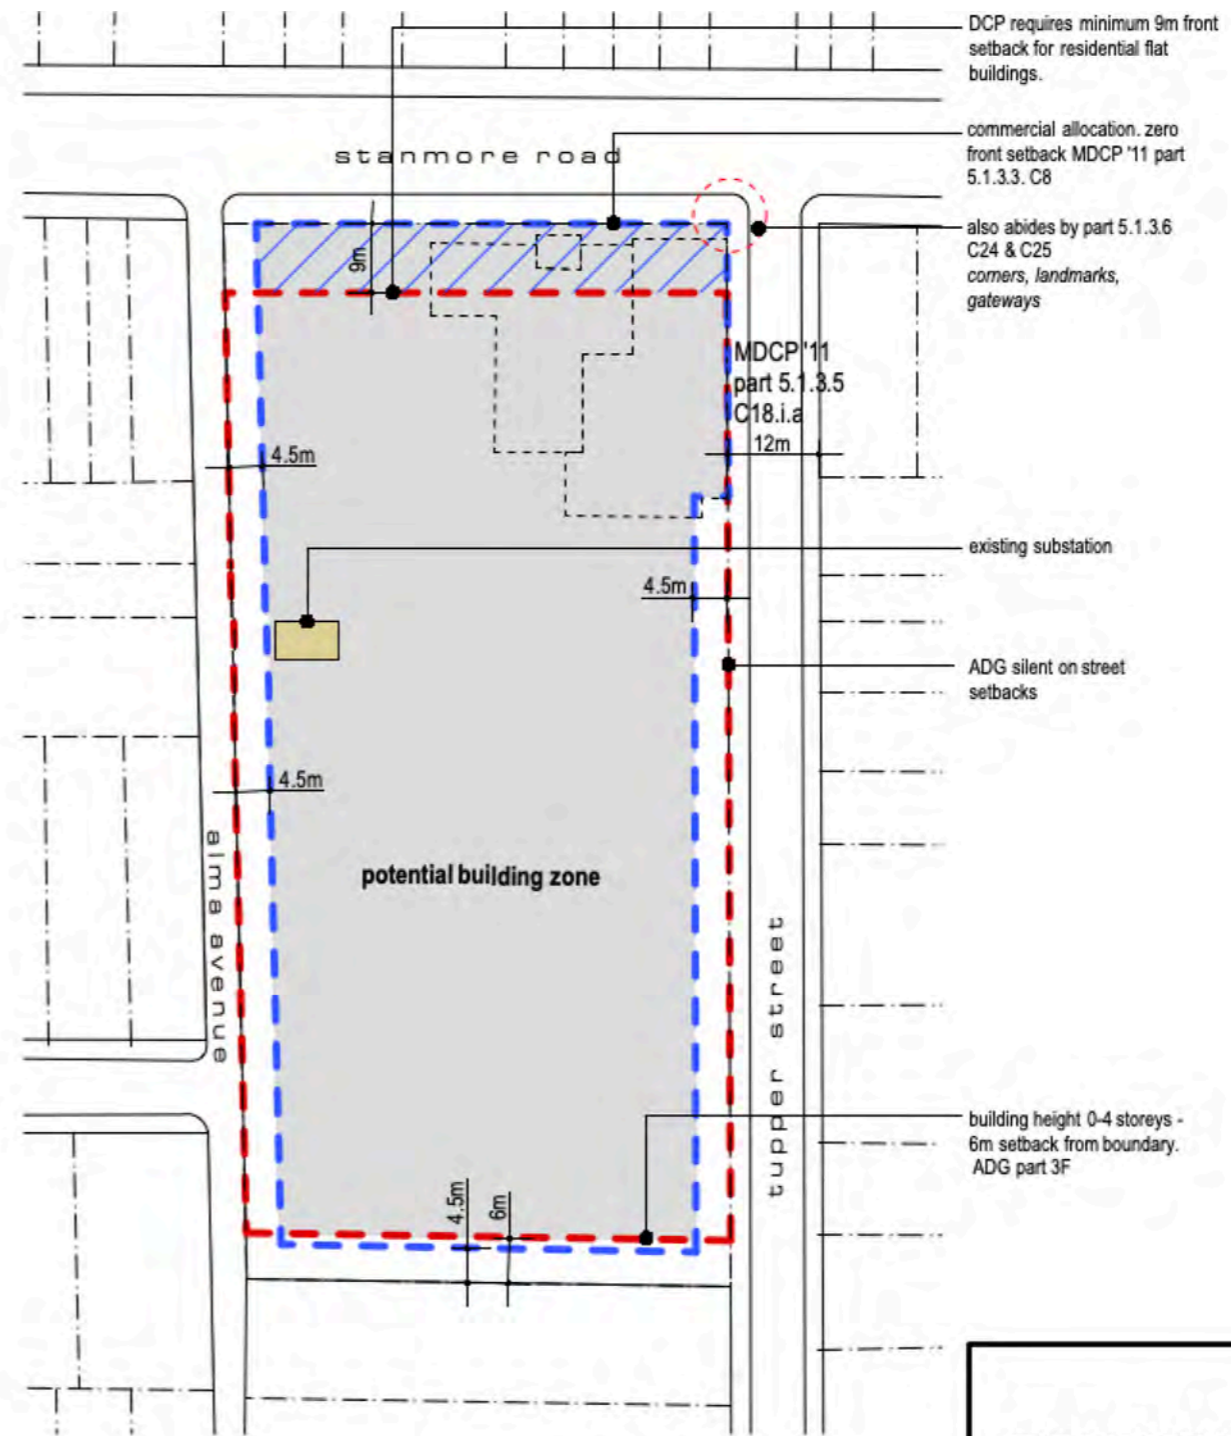 DCP requires minimum 9m front
setback for residential flat
buildings.
commercial allocation. zero
front setback MDCP '11 part
5.1.3.3. C8
stanmore road
also abides by part 5.1.3.6
C24 & C25
corners, landmarks,
gateways
9m
MDCP '11
part 5.1.3.5
C18.i.a
12m
4.5m
existing substation
4.5m
ADG silent on street
setbacks
4.5m
alma avenue
potential building zone
tupper street
building height 0-4 storeys -
6m setback from boundary.
ADG part 3F
4.5m
6m